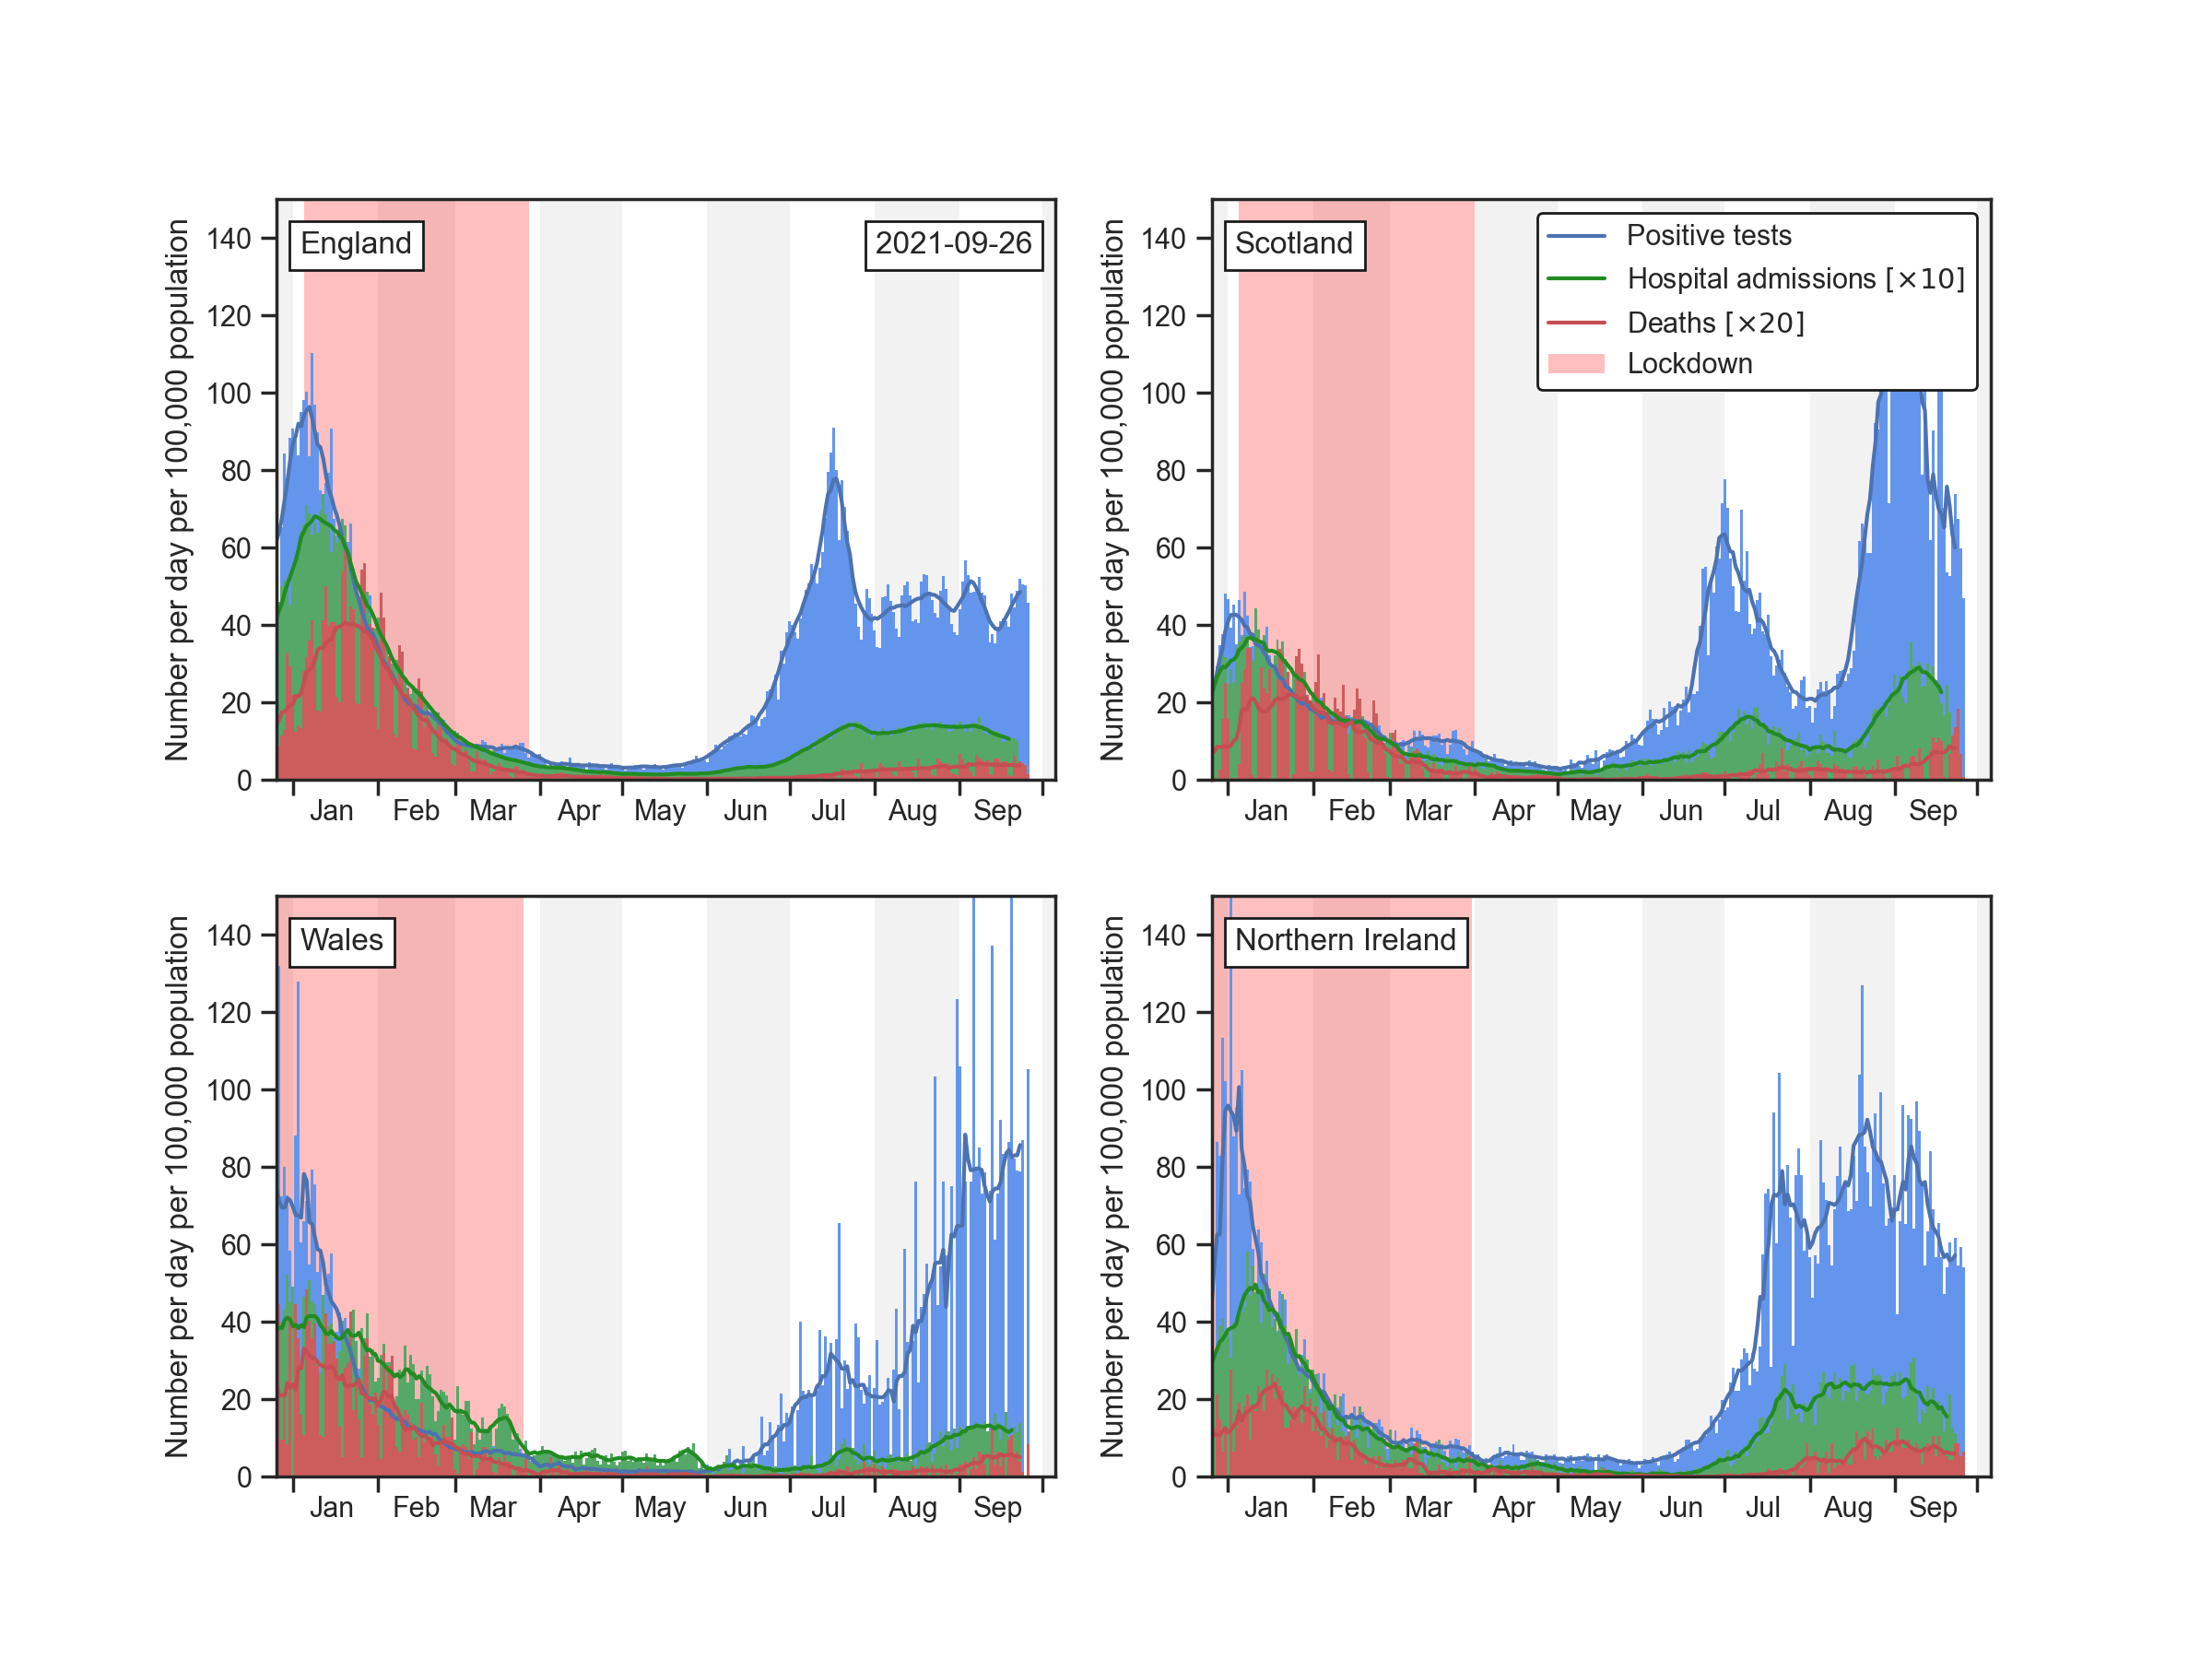 Number per day per 100,000 population
140
120
100
80
60
40
20
0
England
2021-09-26
Jan Feb Mar Apr May Jun Jul Aug Sep
Number per day per 100,000 population
140
120
100
80
60
40
20
0
Scotland
Positive tests
Hospital admissions [×10]
Deaths [×20]
Lockdown
Jan Feb Mar Apr May Jun Jul Aug Sep
Number per day per 100,000 population
140
120
100
80
60
40
20
0
Wales
Jan Feb Mar Apr May Jun Jul Aug Sep
Number per day per 100,000 population
140
120
100
80
60
40
20
0
Northern Ireland
Jan Feb Mar Apr May Jun Jul Aug Sep